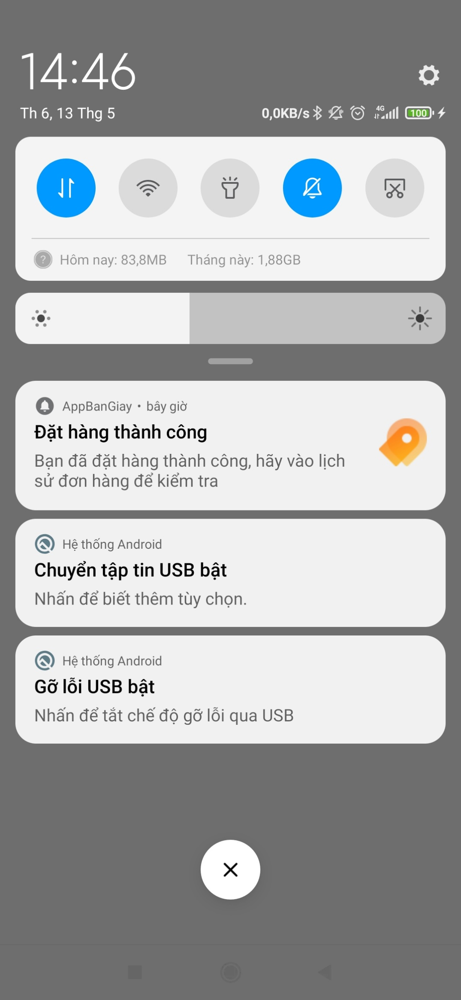 14:46
Th 6, 13 Thg 5
0,0KB/s 4G 100
Hôm nay: 83,8MB Tháng này: 1,88GB
AppBanGiay • bây giờ
Đặt hàng thành công
Bạn đã đặt hàng thành công, hãy vào lịch
sử đơn hàng để kiểm tra
Hệ thống Android
Chuyển tập tin USB bật
Nhấn để biết thêm tùy chọn.
Hệ thống Android
Gỡ lỗi USB bật
Nhấn để tắt chế độ gỡ lỗi qua USB